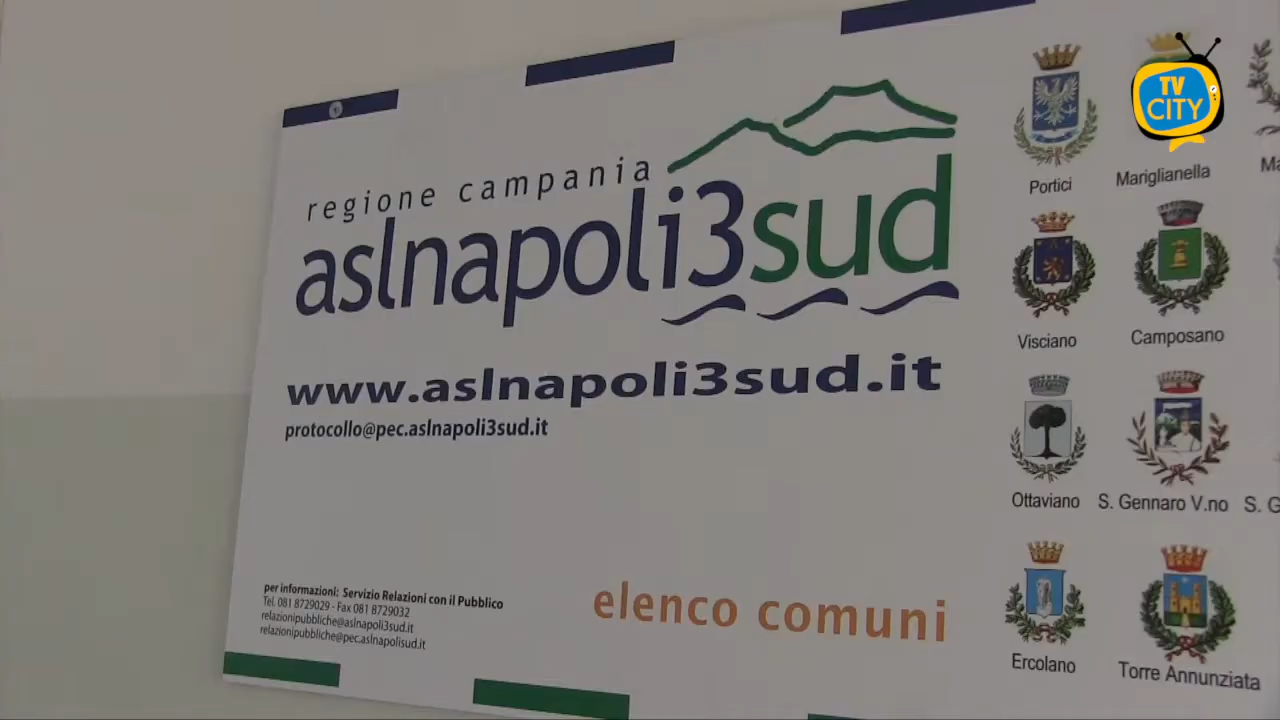 TV
CITY
regione campania
aslnapoli3sud
www.aslnapoli3sud.it
protocollo@pec.aslnapoli3sud.it
per informazioni: Servizio Relazioni con il Pubblico
Tel. 081 8729029 - Fax 081 8729032
relazionipubbliche@aslnapoli3sud.it
relazionipubbliche@pec.aslnapolisud.it
elenco comuni
Portici
Mariglianella
Ma
Visciano
Camposano
Ottaviano
S. Gennaro V.no
S. G
Ercolano
Torre Annunziata